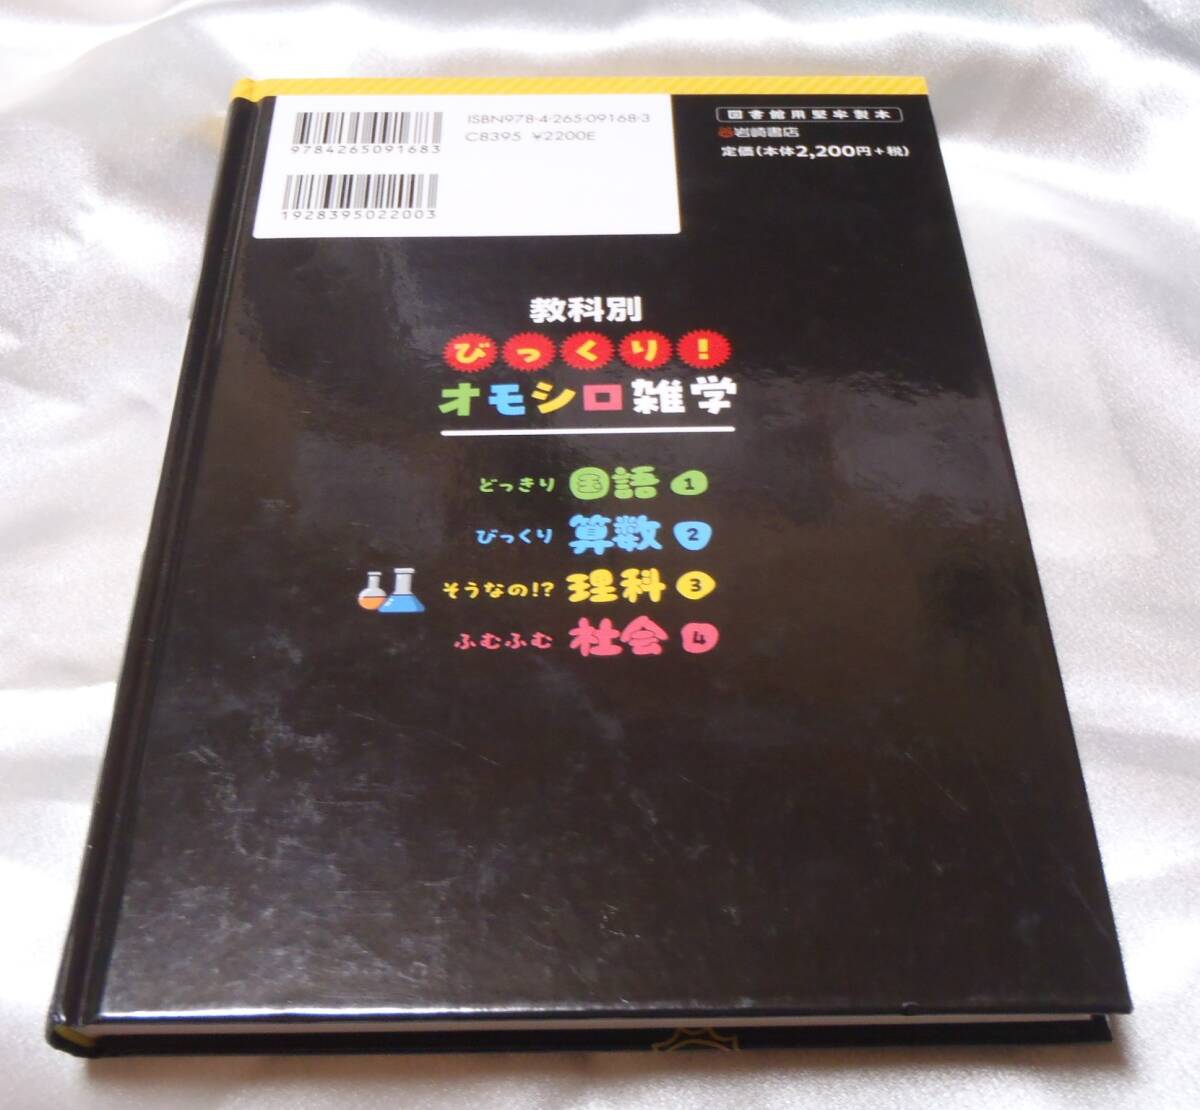 ISBN978-4-265-09168-3
C8395 ¥2200E
9784265091683
1928395022003
図書館用堅牢製本
岩崎書店
定価(本体2,200円+税)
教科別
びっくり!
オモシロ雑学
どっきり 国語 1
びっくり 算数 2
そうなの!? 理科 3
ふむふむ 社会 4